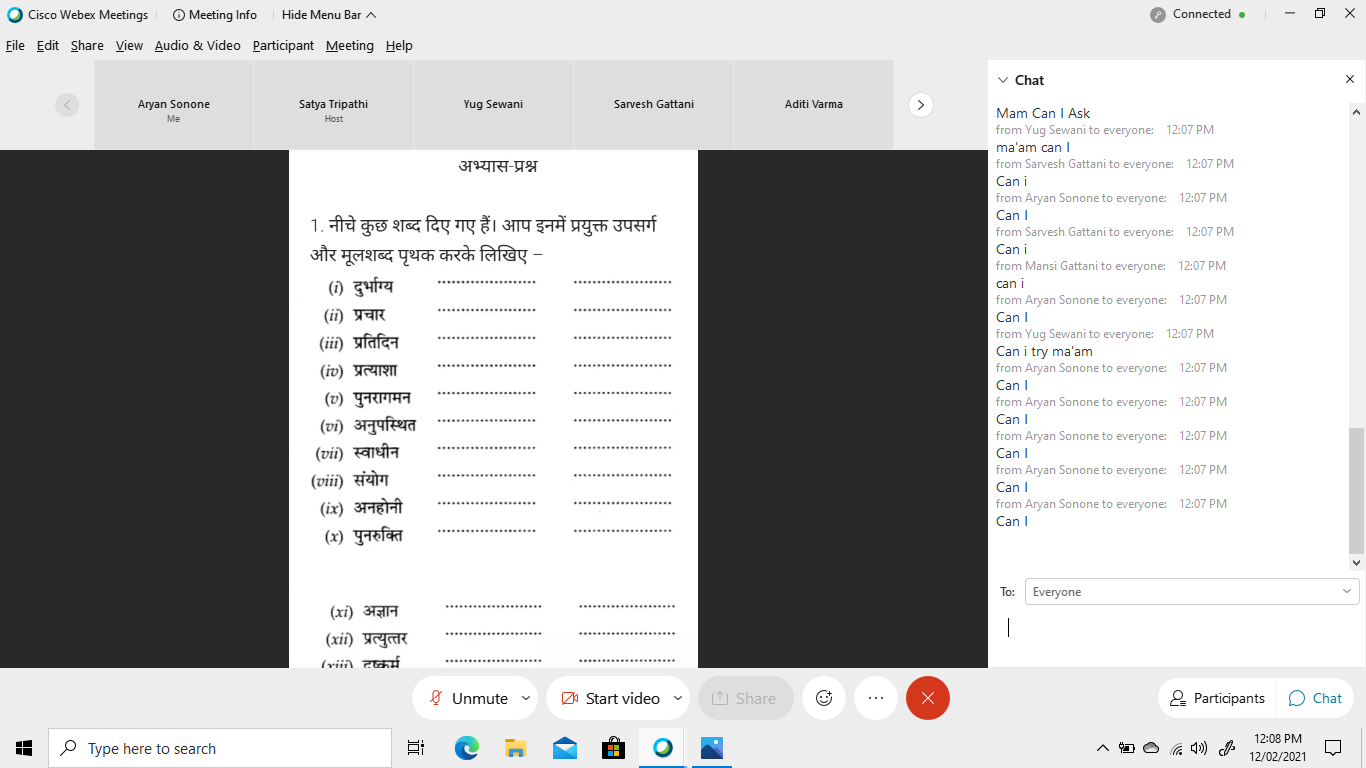 Cisco Webex Meetings
Meeting Info
Hide Menu Bar
Connected
File Edit Share View Audio & Video Participant Meeting Help
Aryan Sonone
Me
Satya Tripathi
Host
Yug Sewani
Sarvesh Gattani
Aditi Varma
अभ्यास-प्रश्न
1. नीचे कुछ शब्द दिए गए हैं। आप इनमें प्रयुक्त उपसर्ग
और मूलशब्द पृथक करके लिखिए –
(i) दुर्भाग्य ...................... ......................
(ii) प्रचार ...................... ......................
(iii) प्रतिदिन ...................... ......................
(iv) प्रत्याशा ...................... ......................
(v) पुनरागमन ...................... ......................
(vi) अनुपस्थित ...................... ......................
(vii) स्वाधीन ...................... ......................
(viii) संयोग ...................... ......................
(ix) अनहोनी ...................... ......................
(x) पुनरुक्ति ...................... ......................
(xi) अज्ञान ...................... ......................
(xii) प्रत्युत्तर ...................... ......................
(xiii) दुष्कर्म ...................... ......................
Chat
Mam Can I Ask
from Yug Sewani to everyone: 12:07 PM
ma'am can I
from Sarvesh Gattani to everyone: 12:07 PM
Can i
from Aryan Sonone to everyone: 12:07 PM
Can I
from Sarvesh Gattani to everyone: 12:07 PM
Can i
from Mansi Gattani to everyone: 12:07 PM
can i
from Aryan Sonone to everyone: 12:07 PM
Can I
from Yug Sewani to everyone: 12:07 PM
Can i try ma'am
from Aryan Sonone to everyone: 12:07 PM
Can I
from Aryan Sonone to everyone: 12:07 PM
Can I
from Aryan Sonone to everyone: 12:07 PM
Can I
from Aryan Sonone to everyone: 12:07 PM
Can I
from Aryan Sonone to everyone: 12:07 PM
Can I
To: Everyone
Unmute
Start video
Share
Participants
Chat
Type here to search
12:08 PM
12/02/2021